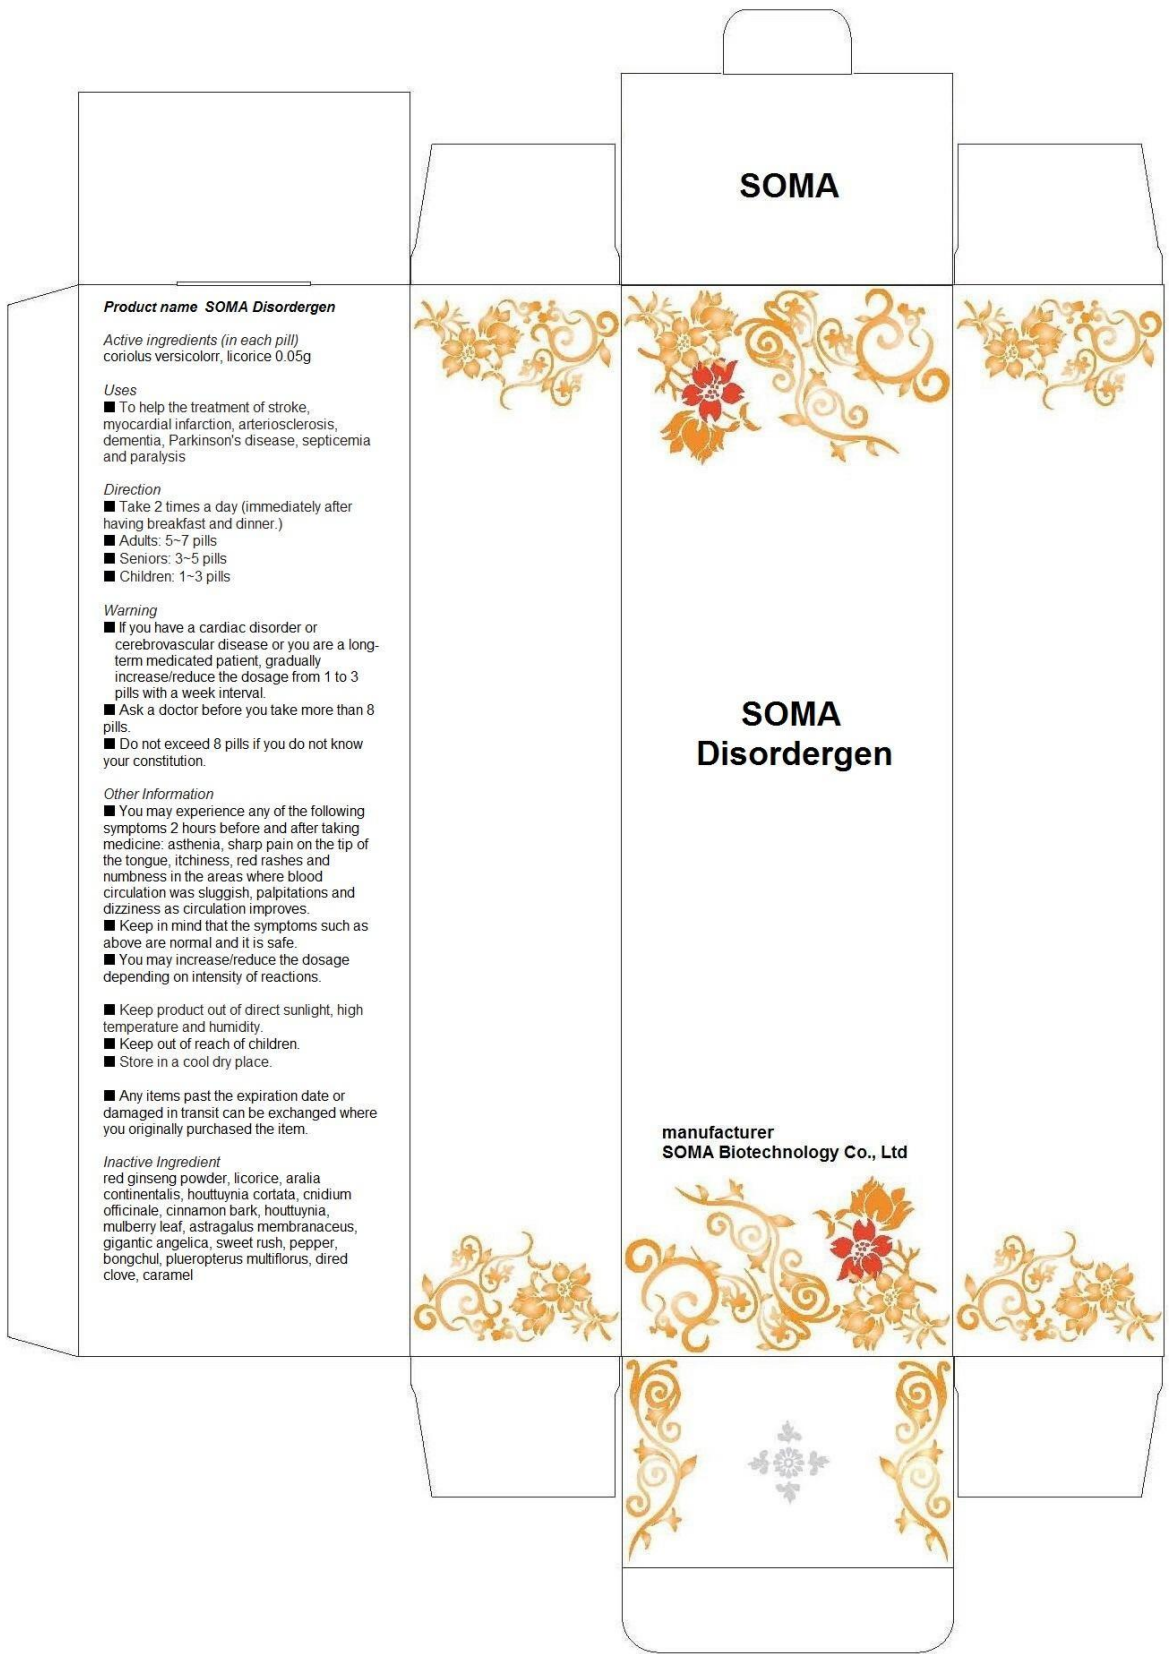 SOMA
Product name  SOMA Disordergen
Active ingredients (in each pill)
coriolus versicolorr, licorice 0.05g
Uses
■ To help the treatment of stroke,
myocardial infarction, arteriosclerosis,
dementia, Parkinson's disease, septicemia
and paralysis
Direction
■ Take 2 times a day (immediately after
having breakfast and dinner.)
■ Adults: 5~7 pills
■ Seniors: 3~5 pills
■ Children: 1~3 pills
Warning
■ If you have a cardiac disorder or
cerebrovascular disease or you are a long-
term medicated patient, gradually
increase/reduce the dosage from 1 to 3
pills with a week interval.
■ Ask a doctor before you take more than 8
pills.
■ Do not exceed 8 pills if you do not know
your constitution.
Other Information
■ You may experience any of the following
symptoms 2 hours before and after taking
medicine: asthenia, sharp pain on the tip of
the tongue, itchiness, red rashes and
numbness in the areas where blood
circulation was sluggish, palpitations and
dizziness as circulation improves.
■ Keep in mind that the symptoms such as
above are normal and it is safe.
■ You may increase/reduce the dosage
depending on intensity of reactions.
■ Keep product out of direct sunlight, high
temperature and humidity.
■ Keep out of reach of children.
■ Store in a cool dry place.
■ Any items past the expiration date or
damaged in transit can be exchanged where
you originally purchased the item.
Inactive Ingredient
red ginseng powder, licorice, aralia
continentalis, houttuynia cortata, cnidium
officinale, cinnamon bark, houttuynia,
mulberry leaf, astragalus membranaceus,
gigantic angelica, sweet rush, pepper,
bongchul, plueropterus multiflorus, dired
clove, caramel
SOMA
Disordergen
manufacturer
SOMA Biotechnology Co., Ltd